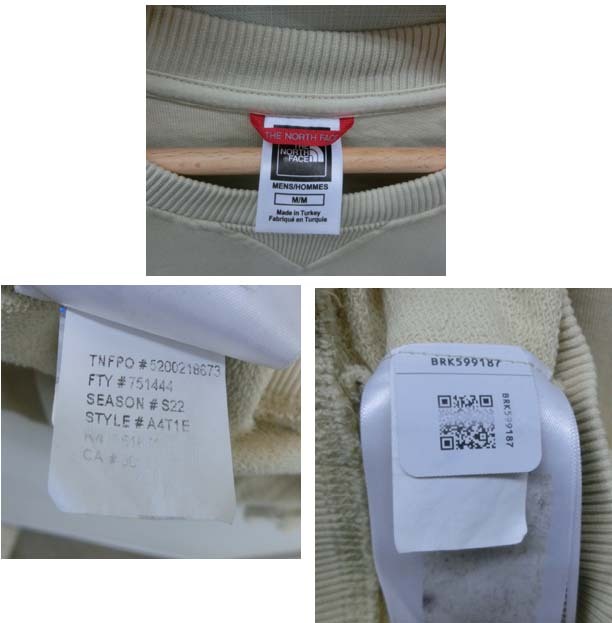 THE NORTH FACE
THE
NORTH
FACE
MENS/HOMMES
M/M
Made in Turkey
Fabriqué en Turquie
TNFPO #5200218673
FTY #751444
SEASON # S22
STYLE # A4T1E
CA #
BRK599187
BRK599187